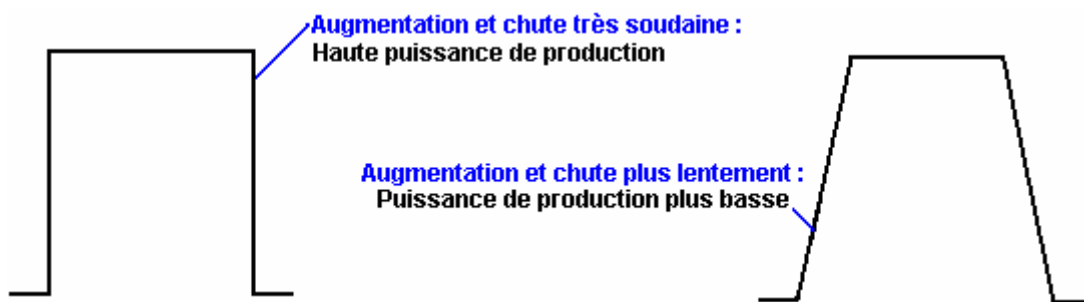 Augmentation et chute très soudaine :
Haute puissance de production
Augmentation et chute plus lentement :
Puissance de production plus basse